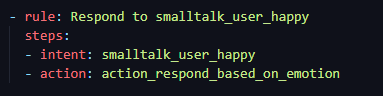 - rule: Respond to smalltalk_user_happy
steps:
- intent: smalltalk_user_happy
- action: action_respond_based_on_emotion